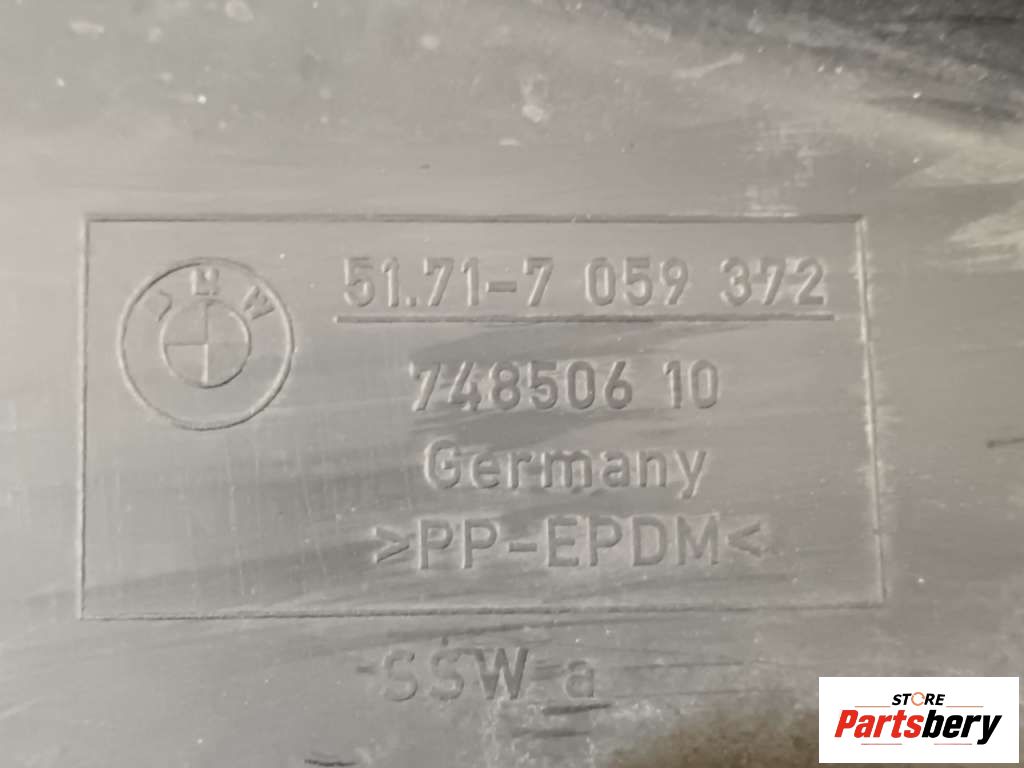 BMW
51.71-7 059 372
748506 10
Germany
>PP-EPDM<
SSW-a
STORE
Partsbery